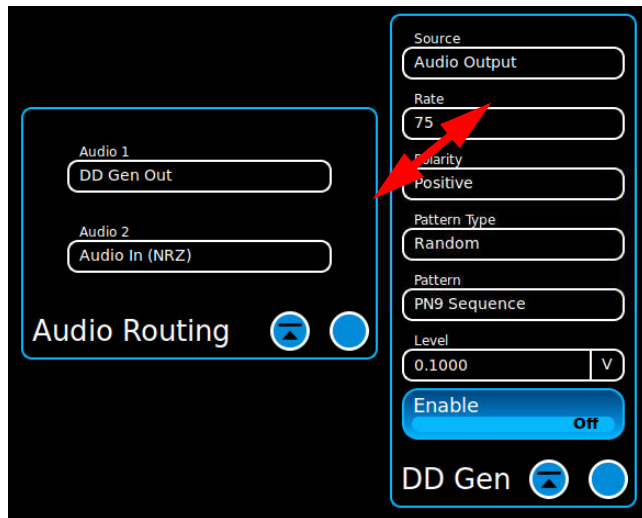 Audio 1
DD Gen Out
Audio 2
Audio In (NRZ)
Audio Routing
Source
Audio Output
Rate
75
Polarity
Positive
Pattern Type
Random
Pattern
PN9 Sequence
Level
0.1000 V
Enable
Off
DD Gen